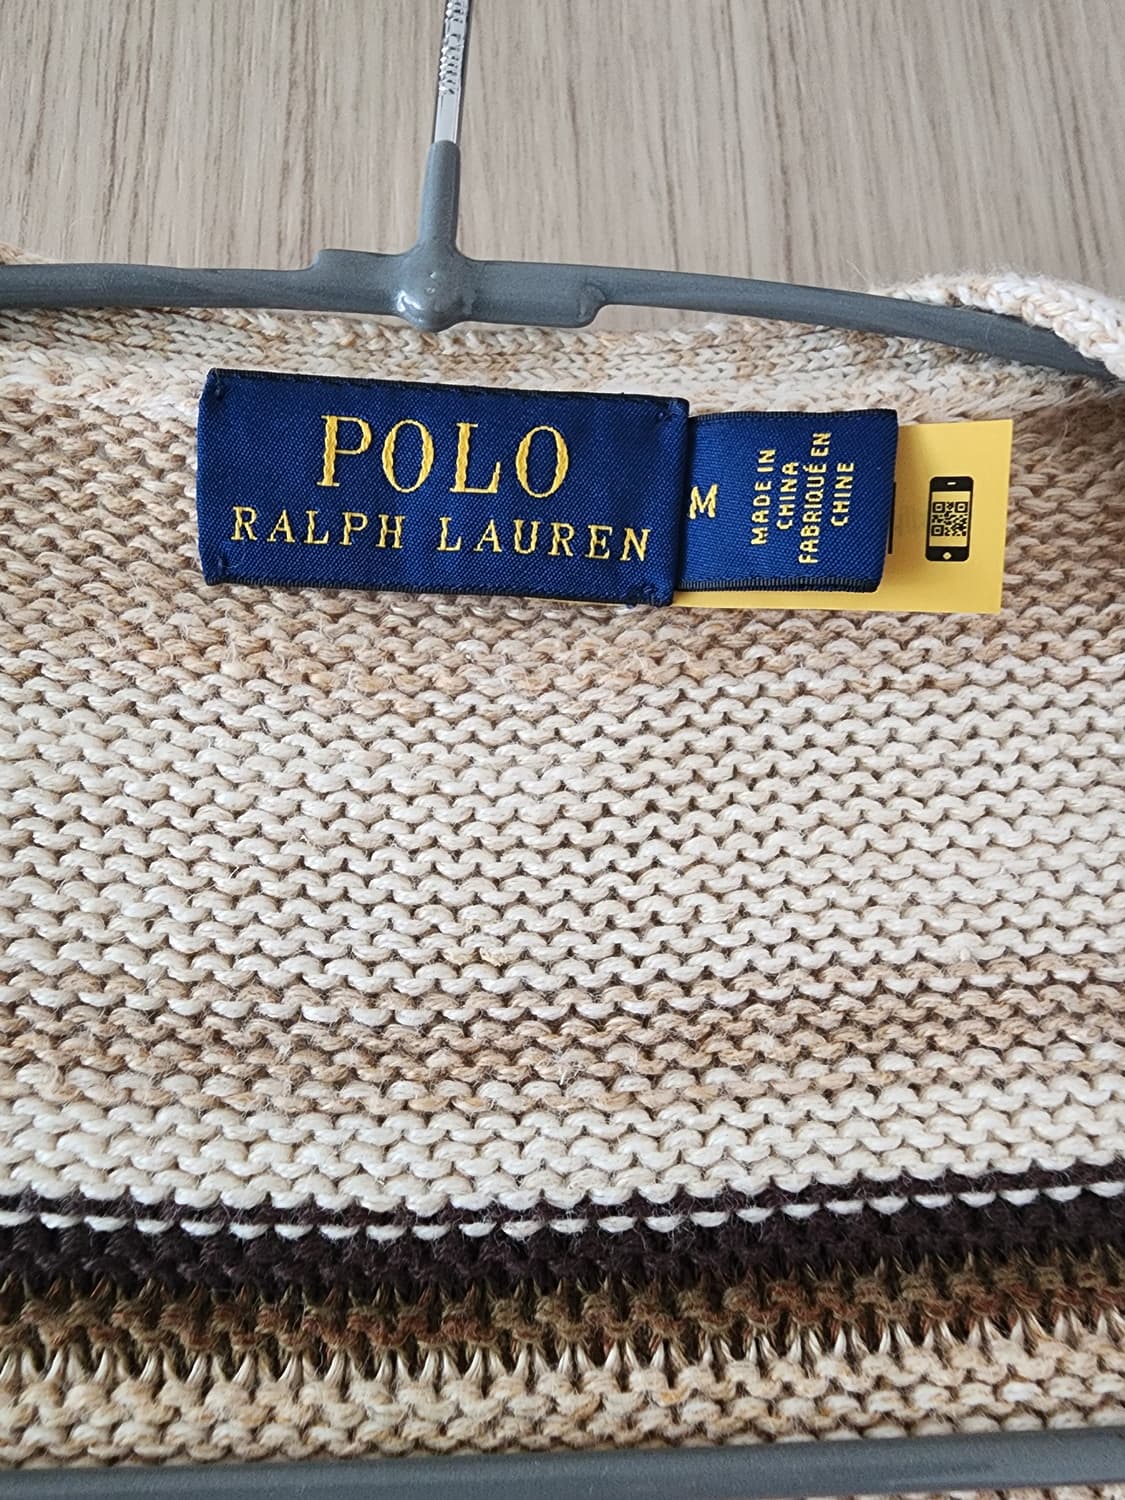 POLO
RALPH LAUREN
M
MADE IN
CHINA
FABRIQUÉ EN
CHINE